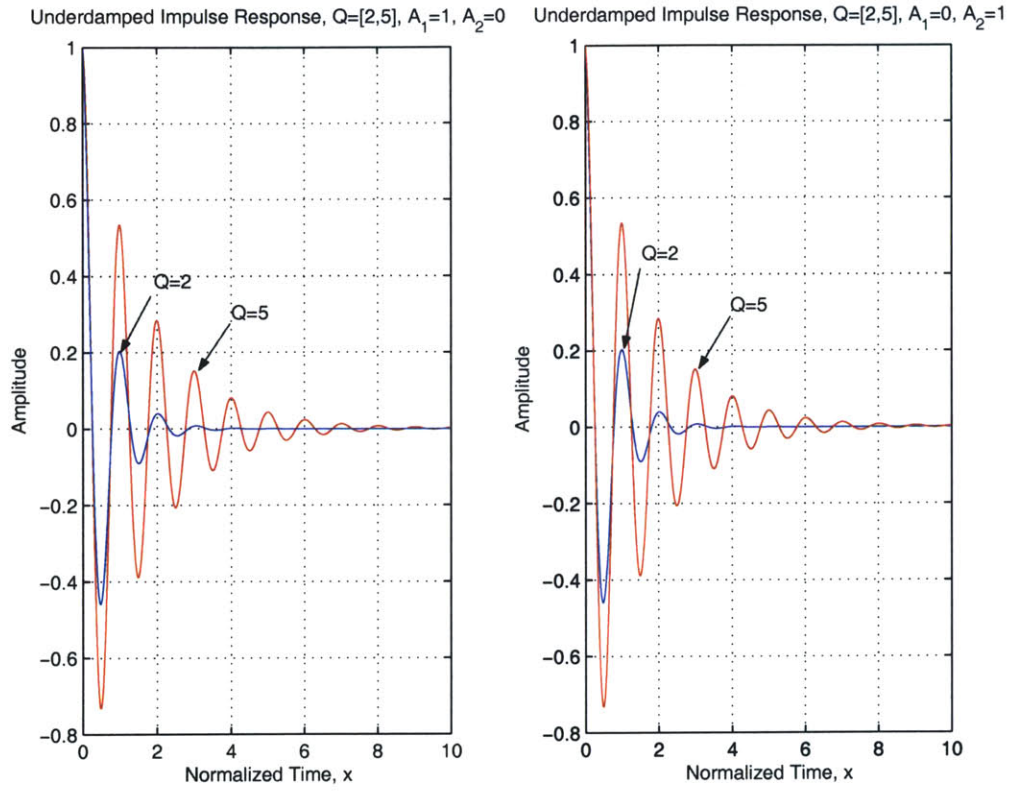 Underdamped Impulse Response, Q=[2,5], A₁=1, A₂=0
1
0.8
0.6
0.4
0.2
0
−0.2
−0.4
−0.6
−0.8
Amplitude
Q=2
Q=5
0 2 4 6 8 10
Normalized Time, x
Underdamped Impulse Response, Q=[2,5], A₁=0, A₂=1
1
0.8
0.6
0.4
0.2
0
−0.2
−0.4
−0.6
−0.8
Amplitude
Q=2
Q=5
0 2 4 6 8 10
Normalized Time, x